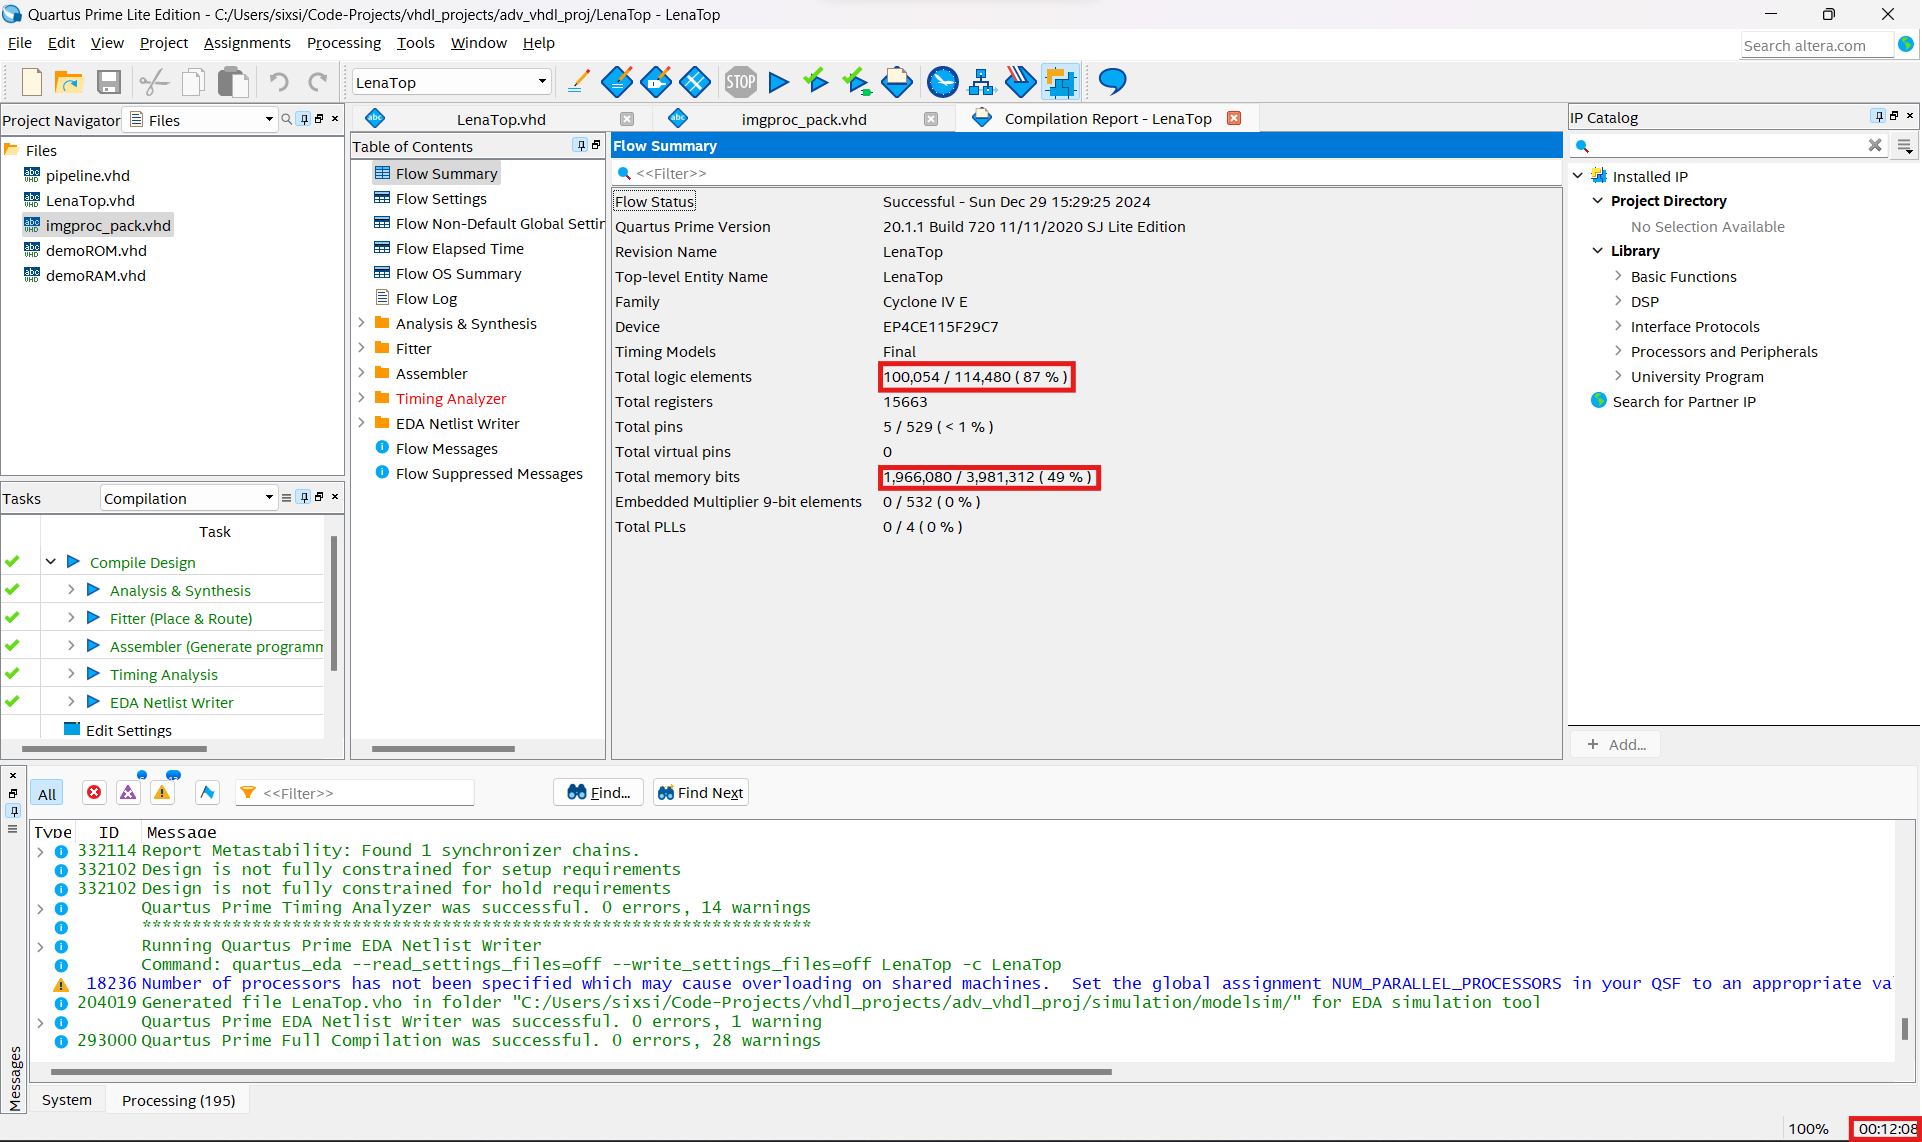 Quartus Prime Lite Edition - C:/Users/sixsi/Code-Projects/vhdl_projects/adv_vhdl_proj/LenaTop - LenaTop
File Edit View Project Assignments Processing Tools Window Help
Search altera.com
LenaTop
STOP
Project Navigator Files
LenaTop.vhd
imgproc_pack.vhd
Compilation Report - LenaTop
IP Catalog
Files
pipeline.vhd
LenaTop.vhd
imgproc_pack.vhd
demoROM.vhd
demoRAM.vhd
Table of Contents
Flow Summary
Flow Settings
Flow Non-Default Global Settin
Flow Elapsed Time
Flow OS Summary
Flow Log
Analysis & Synthesis
Fitter
Assembler
Timing Analyzer
EDA Netlist Writer
Flow Messages
Flow Suppressed Messages
Flow Summary
<<Filter>>
Flow Status Successful - Sun Dec 29 15:29:25 2024
Quartus Prime Version 20.1.1 Build 720 11/11/2020 SJ Lite Edition
Revision Name LenaTop
Top-level Entity Name LenaTop
Family Cyclone IV E
Device EP4CE115F29C7
Timing Models Final
Total logic elements 100,054 / 114,480 ( 87 % )
Total registers 15663
Total pins 5 / 529 ( < 1 % )
Total virtual pins 0
Total memory bits 1,966,080 / 3,981,312 ( 49 % )
Embedded Multiplier 9-bit elements 0 / 532 ( 0 % )
Total PLLs 0 / 4 ( 0 % )
Installed IP
Project Directory
No Selection Available
Library
Basic Functions
DSP
Interface Protocols
Processors and Peripherals
University Program
Search for Partner IP
+ Add...
Tasks Compilation
Task
Compile Design
Analysis & Synthesis
Fitter (Place & Route)
Assembler (Generate programm
Timing Analysis
EDA Netlist Writer
Edit Settings
All <<Filter>> Find... Find Next
Type ID Message
332114 Report Metastability: Found 1 synchronizer chains.
332102 Design is not fully constrained for setup requirements
332102 Design is not fully constrained for hold requirements
Quartus Prime Timing Analyzer was successful. 0 errors, 14 warnings
*******************************************************************
Running Quartus Prime EDA Netlist Writer
Command: quartus_eda --read_settings_files=off --write_settings_files=off LenaTop -c LenaTop
18236 Number of processors has not been specified which may cause overloading on shared machines.  Set the global assignment NUM_PARALLEL_PROCESSORS in your QSF to an appropriate va
204019 Generated file LenaTop.vho in folder "C:/Users/sixsi/Code-Projects/vhdl_projects/adv_vhdl_proj/simulation/modelsim/" for EDA simulation tool
Quartus Prime EDA Netlist Writer was successful. 0 errors, 1 warning
293000 Quartus Prime Full Compilation was successful. 0 errors, 28 warnings
Messages
System Processing (195)
100% 00:12:08